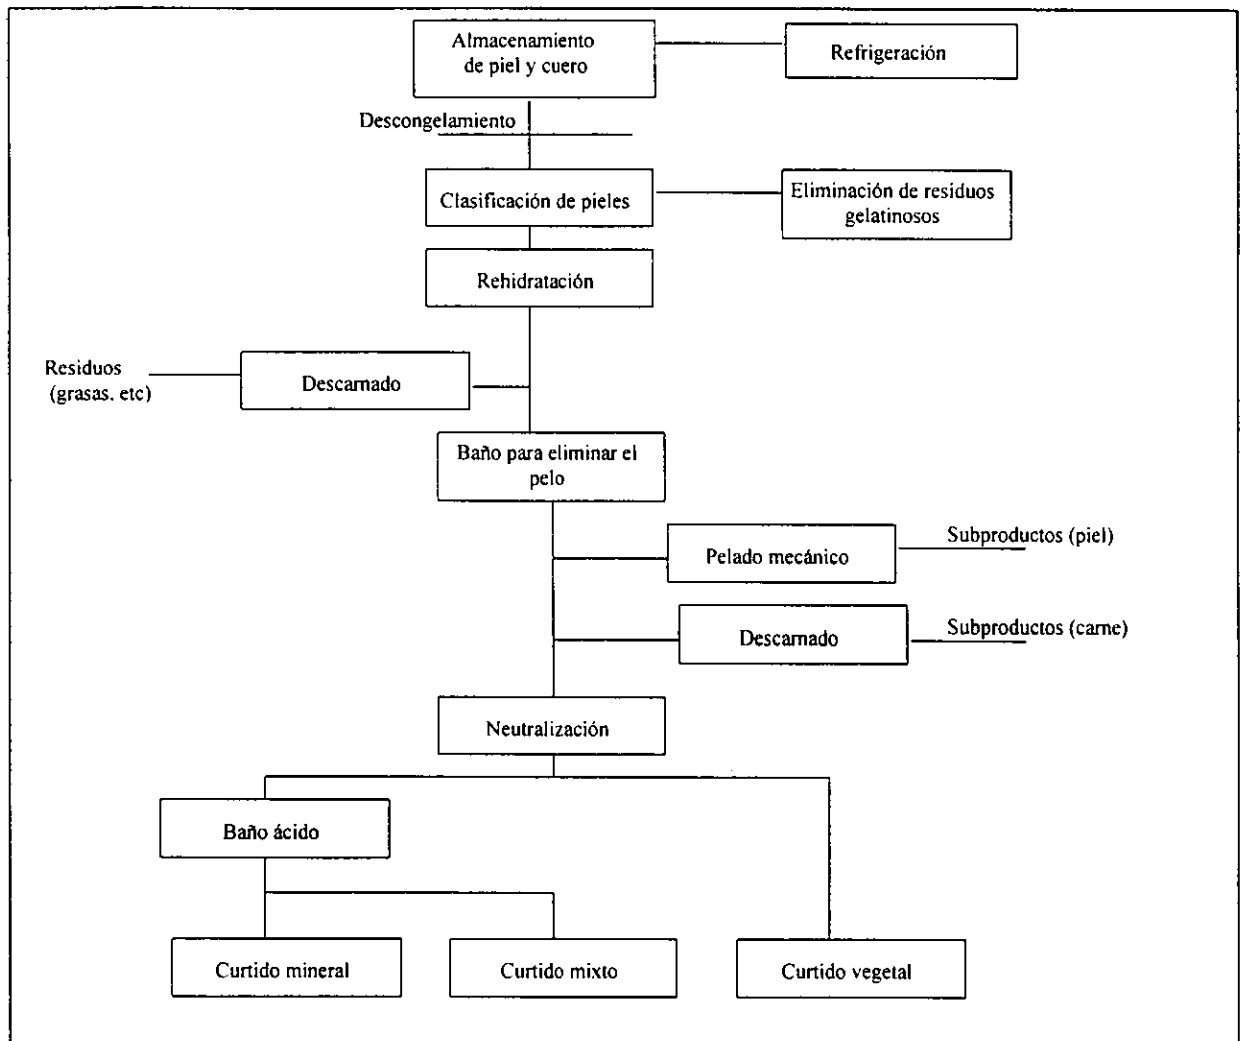 Almacenamiento
de piel y cuero
Refrigeración
Descongelamiento
Clasificación de pieles
Eliminación de residuos
gelatinosos
Rehidratación
Residuos
(grasas, etc)
Descarnado
Baño para eliminar el
pelo
Pelado mecánico
Subproductos (piel)
Descarnado
Subproductos (carne)
Neutralización
Baño ácido
Curtido mineral
Curtido mixto
Curtido vegetal